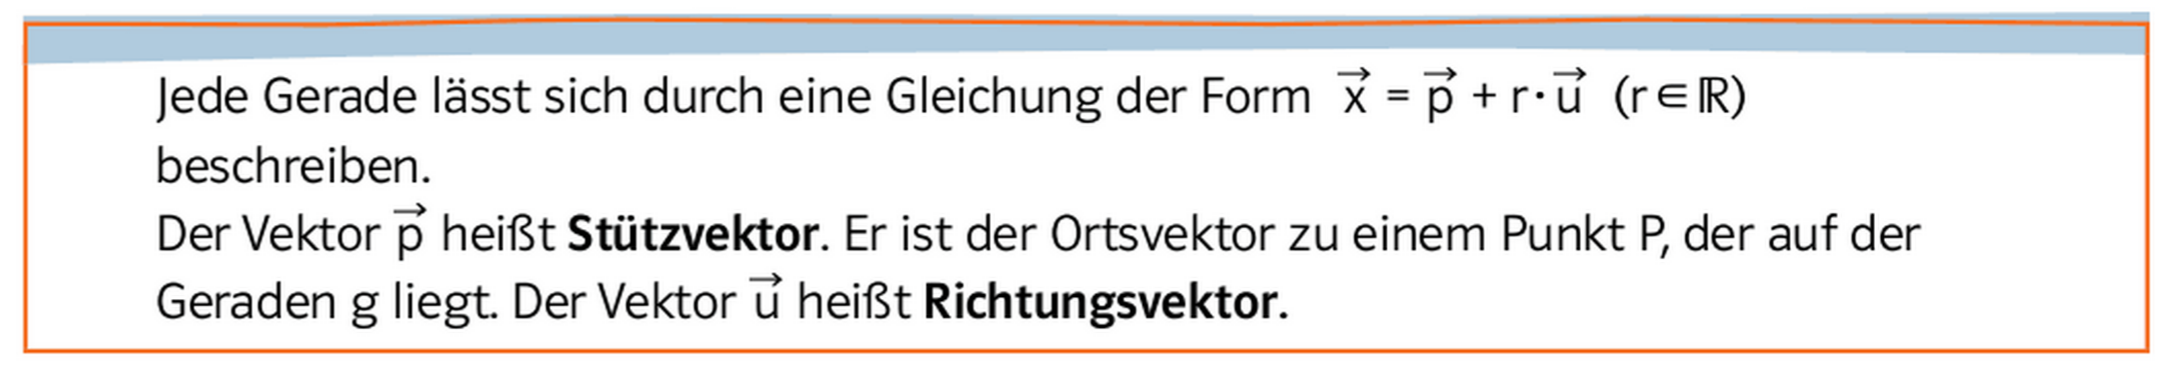 Jede Gerade lässt sich durch eine Gleichung der Form x⃗ = p⃗ + r·u⃗ (r∈ℝ)
beschreiben.
Der Vektor p⃗ heißt Stützvektor. Er ist der Ortsvektor zu einem Punkt P, der auf der
Geraden g liegt. Der Vektor u⃗ heißt Richtungsvektor.